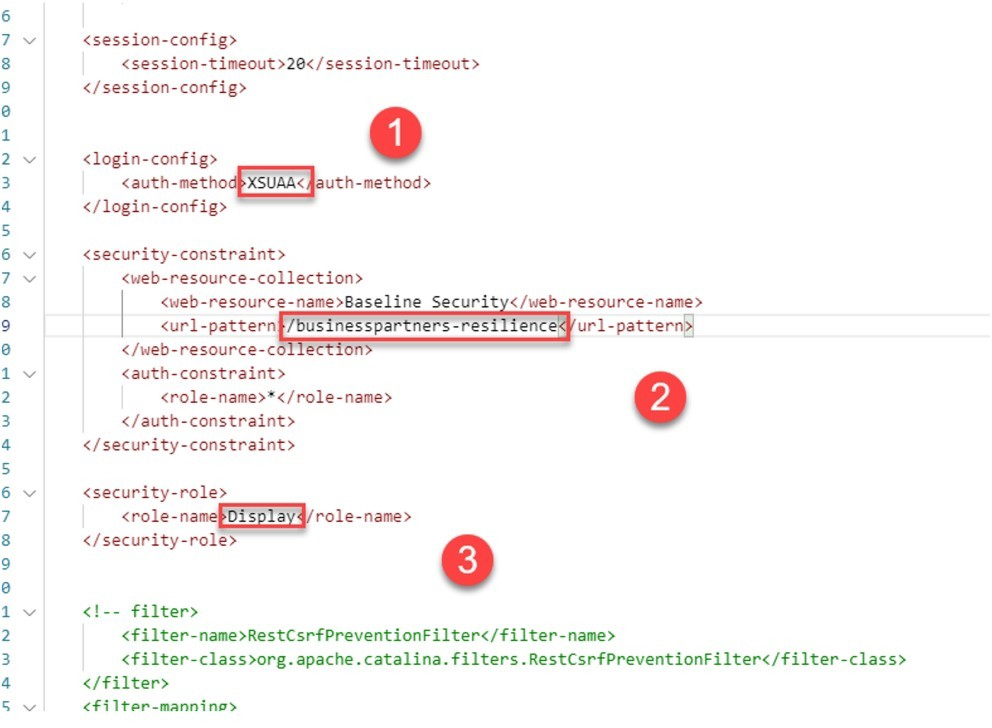 6
7 <session-config>
8 <session-timeout>20</session-timeout>
9 </session-config>
0
1
1
2 <login-config>
3 <auth-method>XSUAA</auth-method>
4 </login-config>
5
6 <security-constraint>
7 <web-resource-collection>
8 <web-resource-name>Baseline Security</web-resource-name>
9 <url-pattern>/businesspartners-resilience</url-pattern>
0 </web-resource-collection>
1 <auth-constraint>
2 <role-name>*</role-name>
2
3 </auth-constraint>
4 </security-constraint>
5
6 <security-role>
7 <role-name>Display</role-name>
8 </security-role>
3
9
0
1 <!-- filter>
2 <filter-name>RestCsrfPreventionFilter</filter-name>
3 <filter-class>org.apache.catalina.filters.RestCsrfPreventionFilter</filter-class>
4 </filter>
5 <filter-mapping>